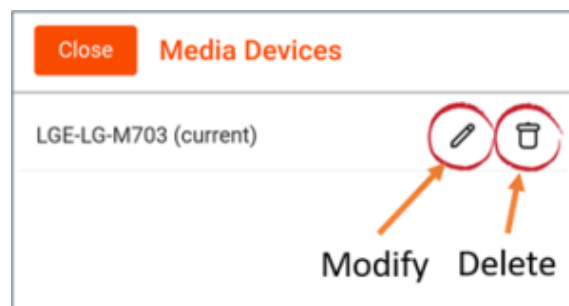 Close Media Devices
LGE-LG-M703 (current)
Modify Delete